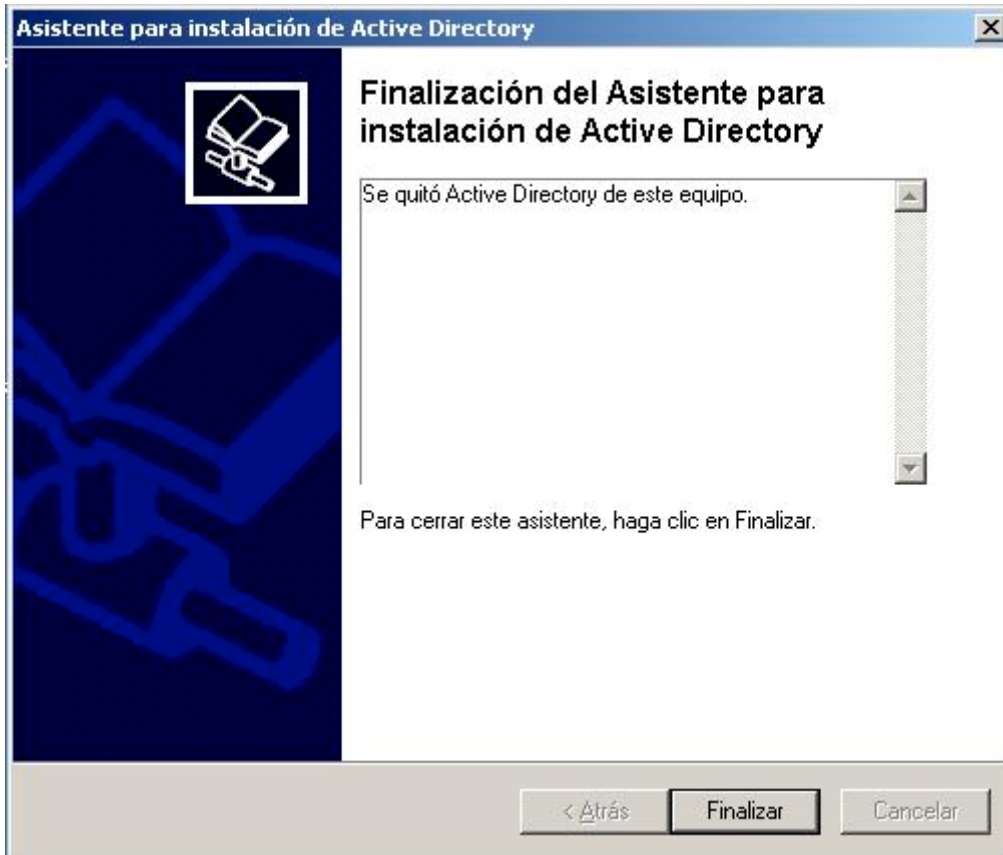 Asistente para instalación de Active Directory
Finalización del Asistente para
instalación de Active Directory
Se quitó Active Directory de este equipo.
Para cerrar este asistente, haga clic en Finalizar.
< Atrás
Finalizar
Cancelar